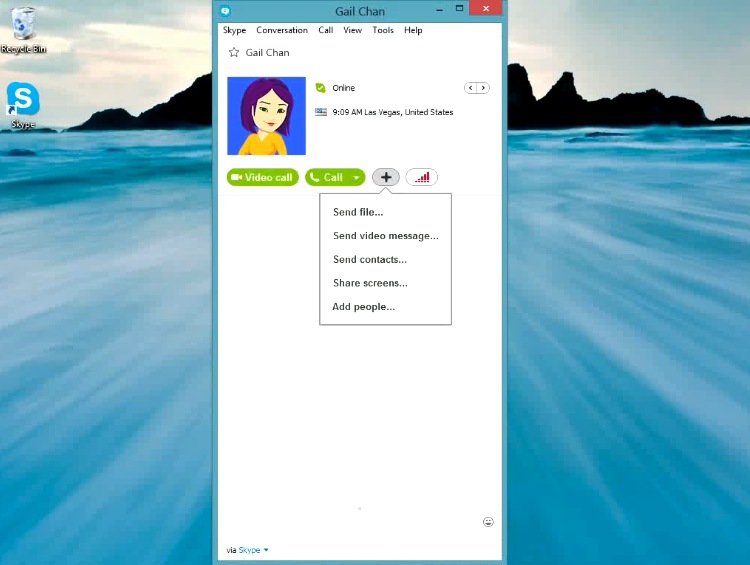 Gail Chan
Recycle Bin
Skype
Skype Conversation Call View Tools Help
Gail Chan
Online
9:09 AM Las Vegas, United States
Video call Call
Send file...
Send video message...
Send contacts...
Share screens...
Add people...
via Skype